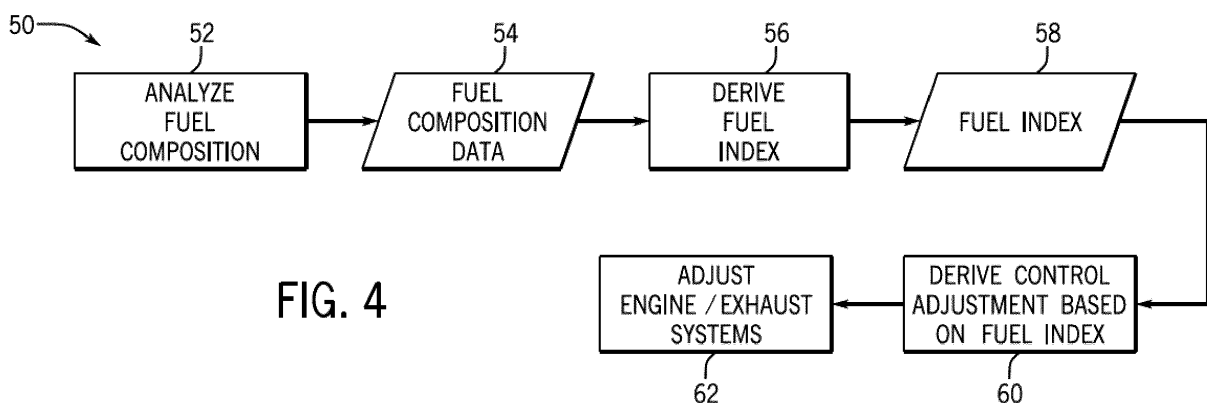 50
52
54
56
58
ANALYZE
FUEL
COMPOSITION
FUEL
COMPOSITION
DATA
DERIVE
FUEL
INDEX
FUEL INDEX
FIG. 4
ADJUST
ENGINE / EXHAUST
SYSTEMS
DERIVE CONTROL
ADJUSTMENT BASED
ON FUEL INDEX
62
60